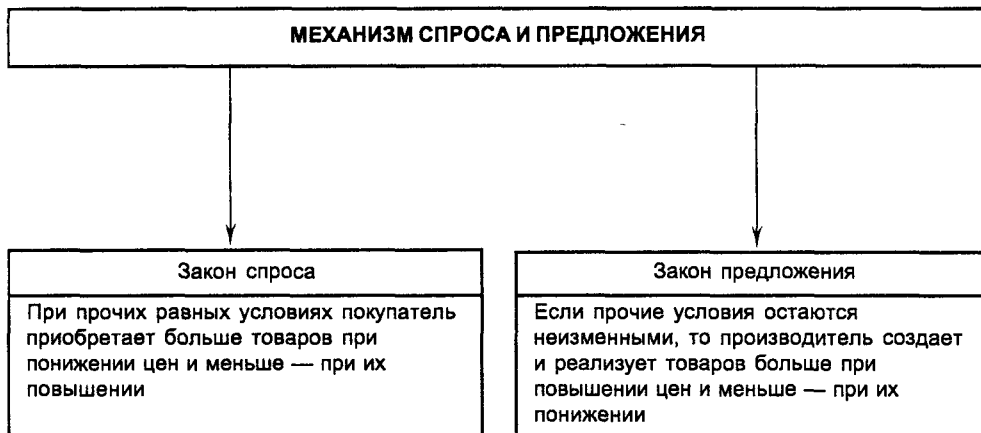 МЕХАНИЗМ СПРОСА И ПРЕДЛОЖЕНИЯ
Закон спроса
При прочих равных условиях покупатель
приобретает больше товаров при
понижении цен и меньше — при их
повышении
Закон предложения
Если прочие условия остаются
неизменными, то производитель создает
и реализует товаров больше при
повышении цен и меньше — при их
понижении